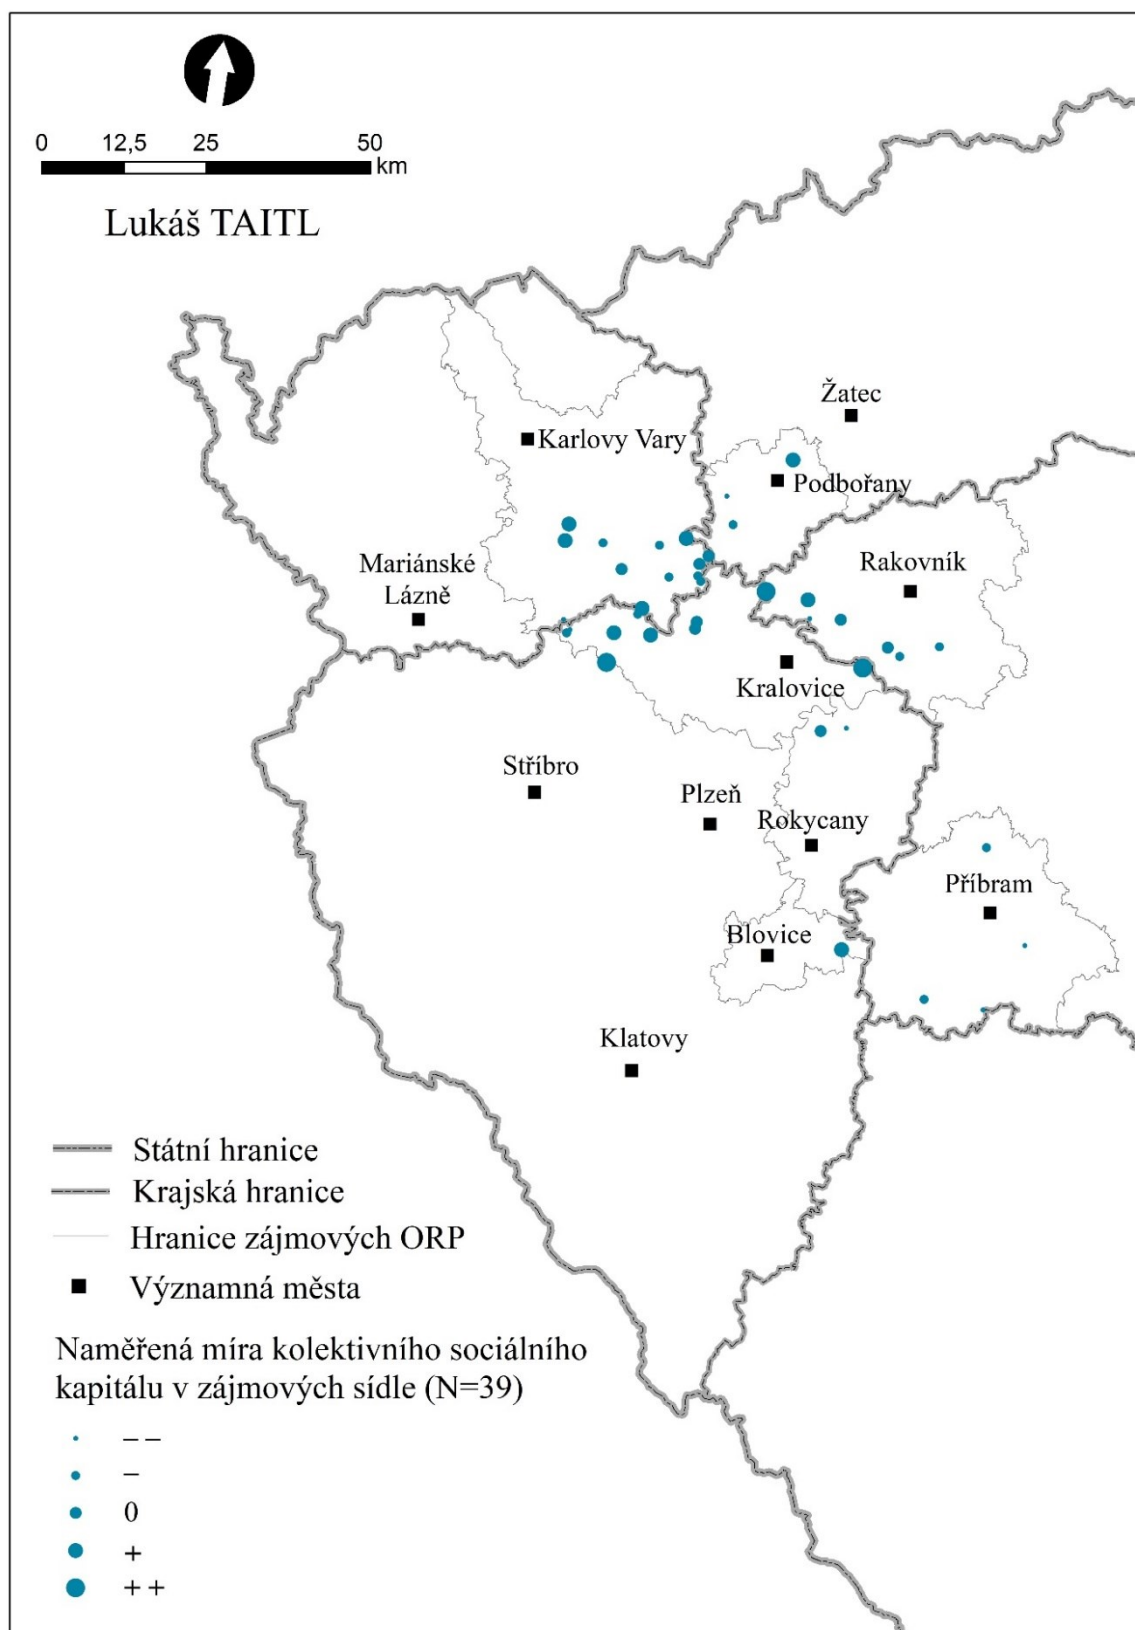 0 12,5 25 50
km
Lukáš TAITL
Žatec
Karlovy Vary
Podbořany
Mariánské
Lázně
Rakovník
Kralovice
Stříbro
Plzeň
Rokycany
Příbram
Blovice
Klatovy
Státní hranice
Krajská hranice
Hranice zájmových ORP
Významná města
Naměřená míra kolektivního sociálního
kapitálu v zájmových sídle (N=39)
– –
–
0
+
+ +